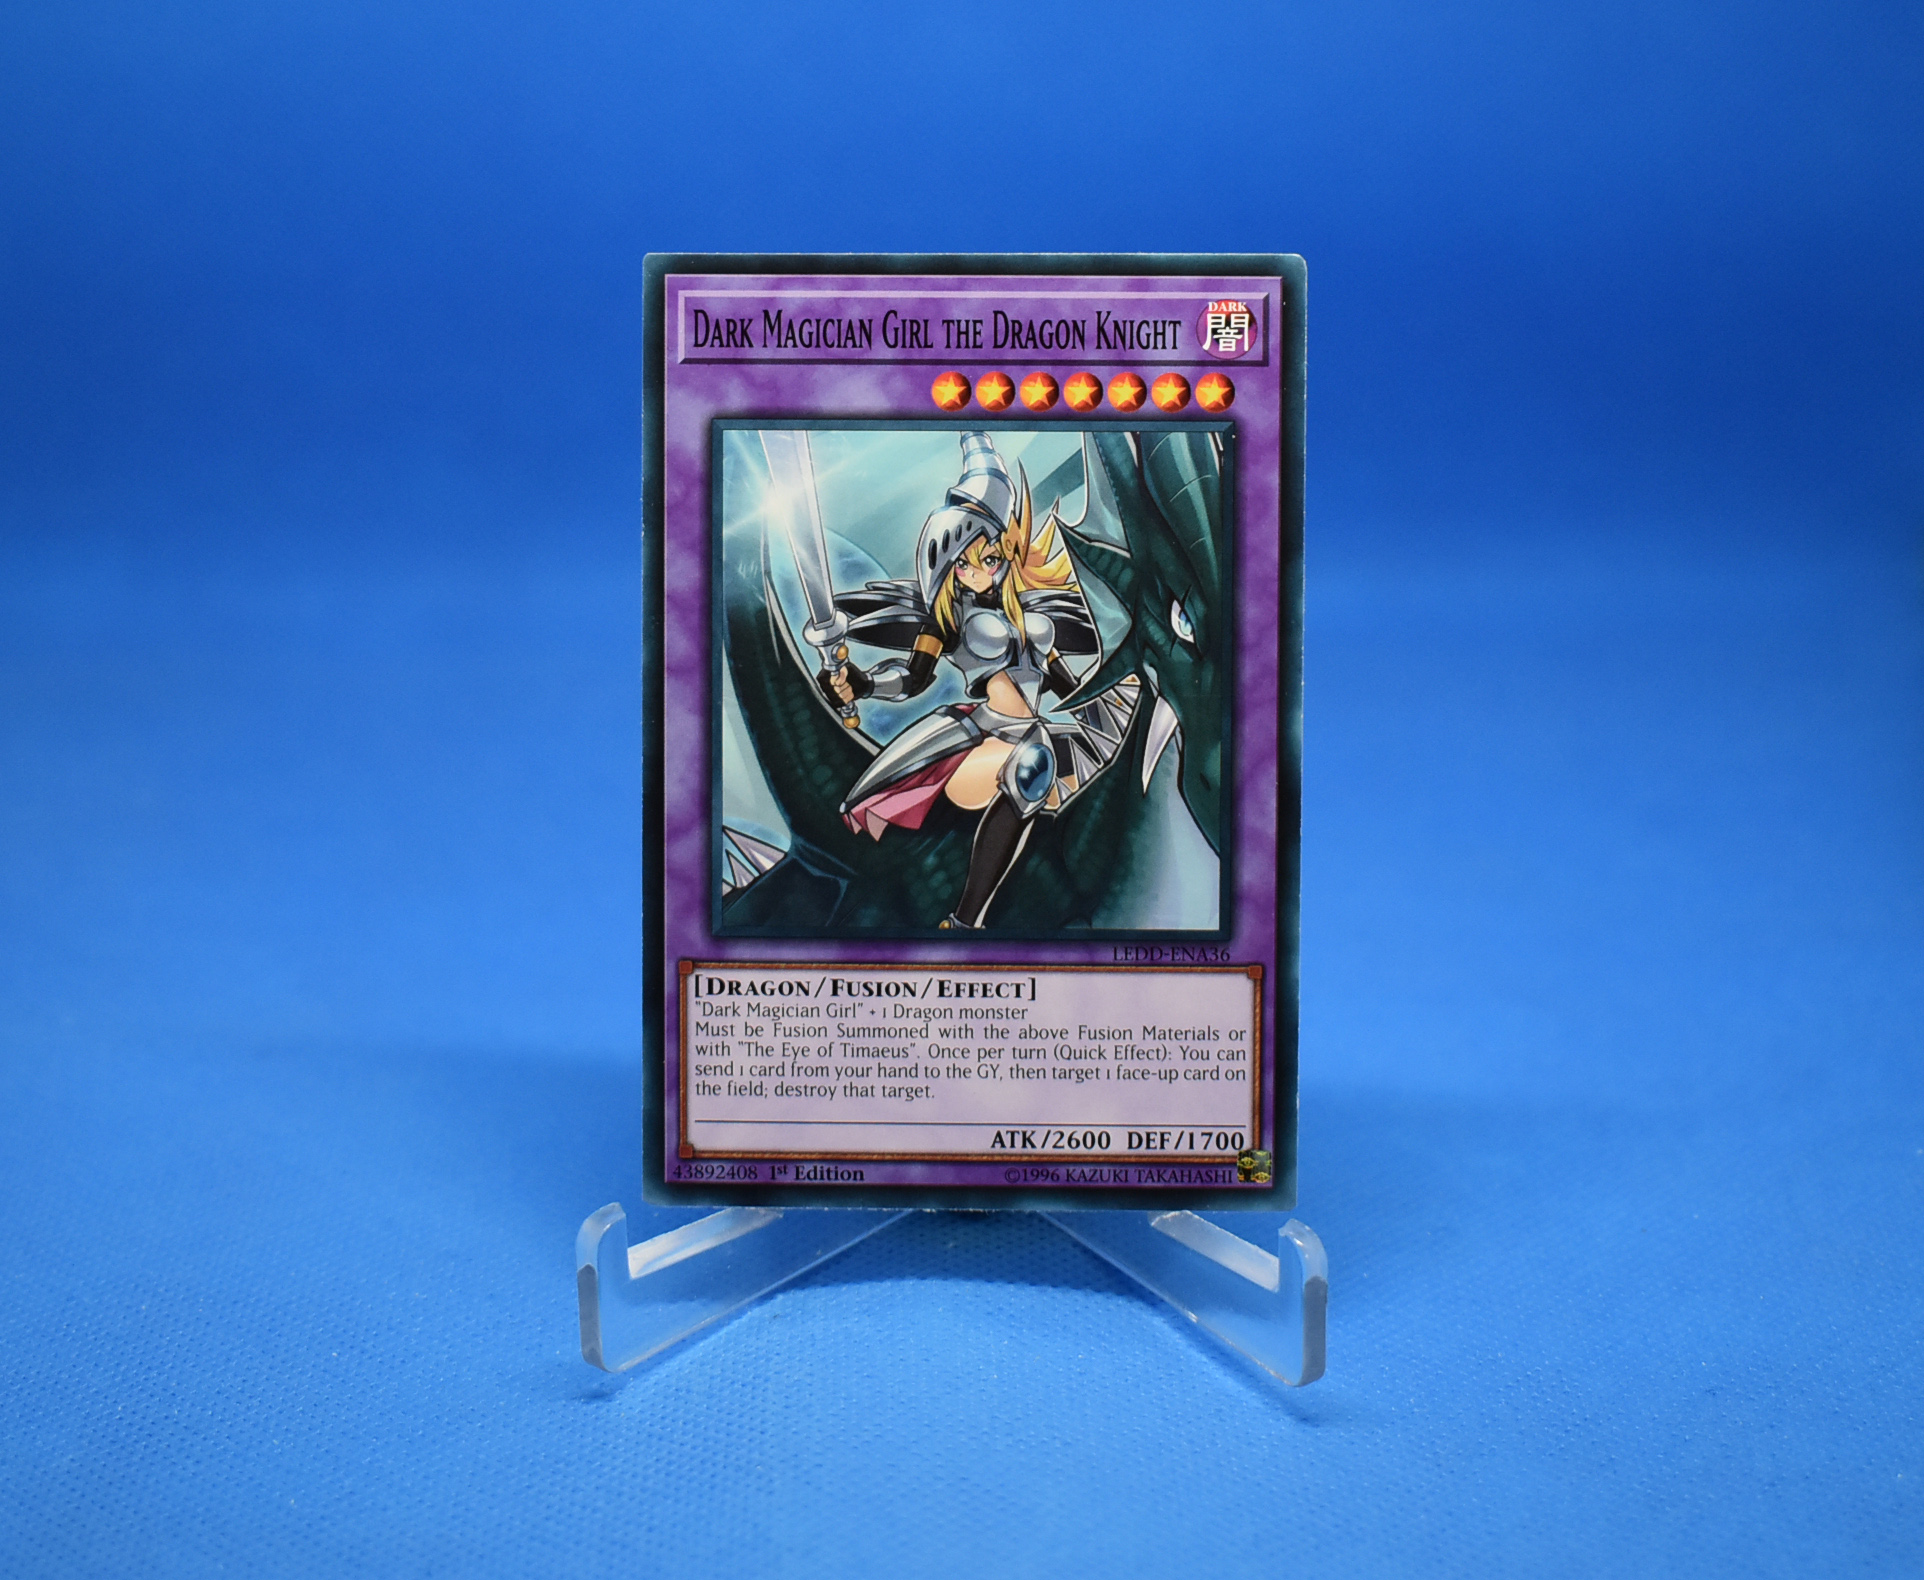 DARK MAGICIAN GIRL THE DRAGON KNIGHT
DARK
闇
LEDD-ENA36
[DRAGON/FUSION/EFFECT]
"Dark Magician Girl" + 1 Dragon monster
Must be Fusion Summoned with the above Fusion Materials or
with "The Eye of Timaeus". Once per turn (Quick Effect): You can
send 1 card from your hand to the GY, then target 1 face-up card on
the field; destroy that target.
ATK/2600 DEF/1700
43892408 1st Edition
©1996 KAZUKI TAKAHASHI